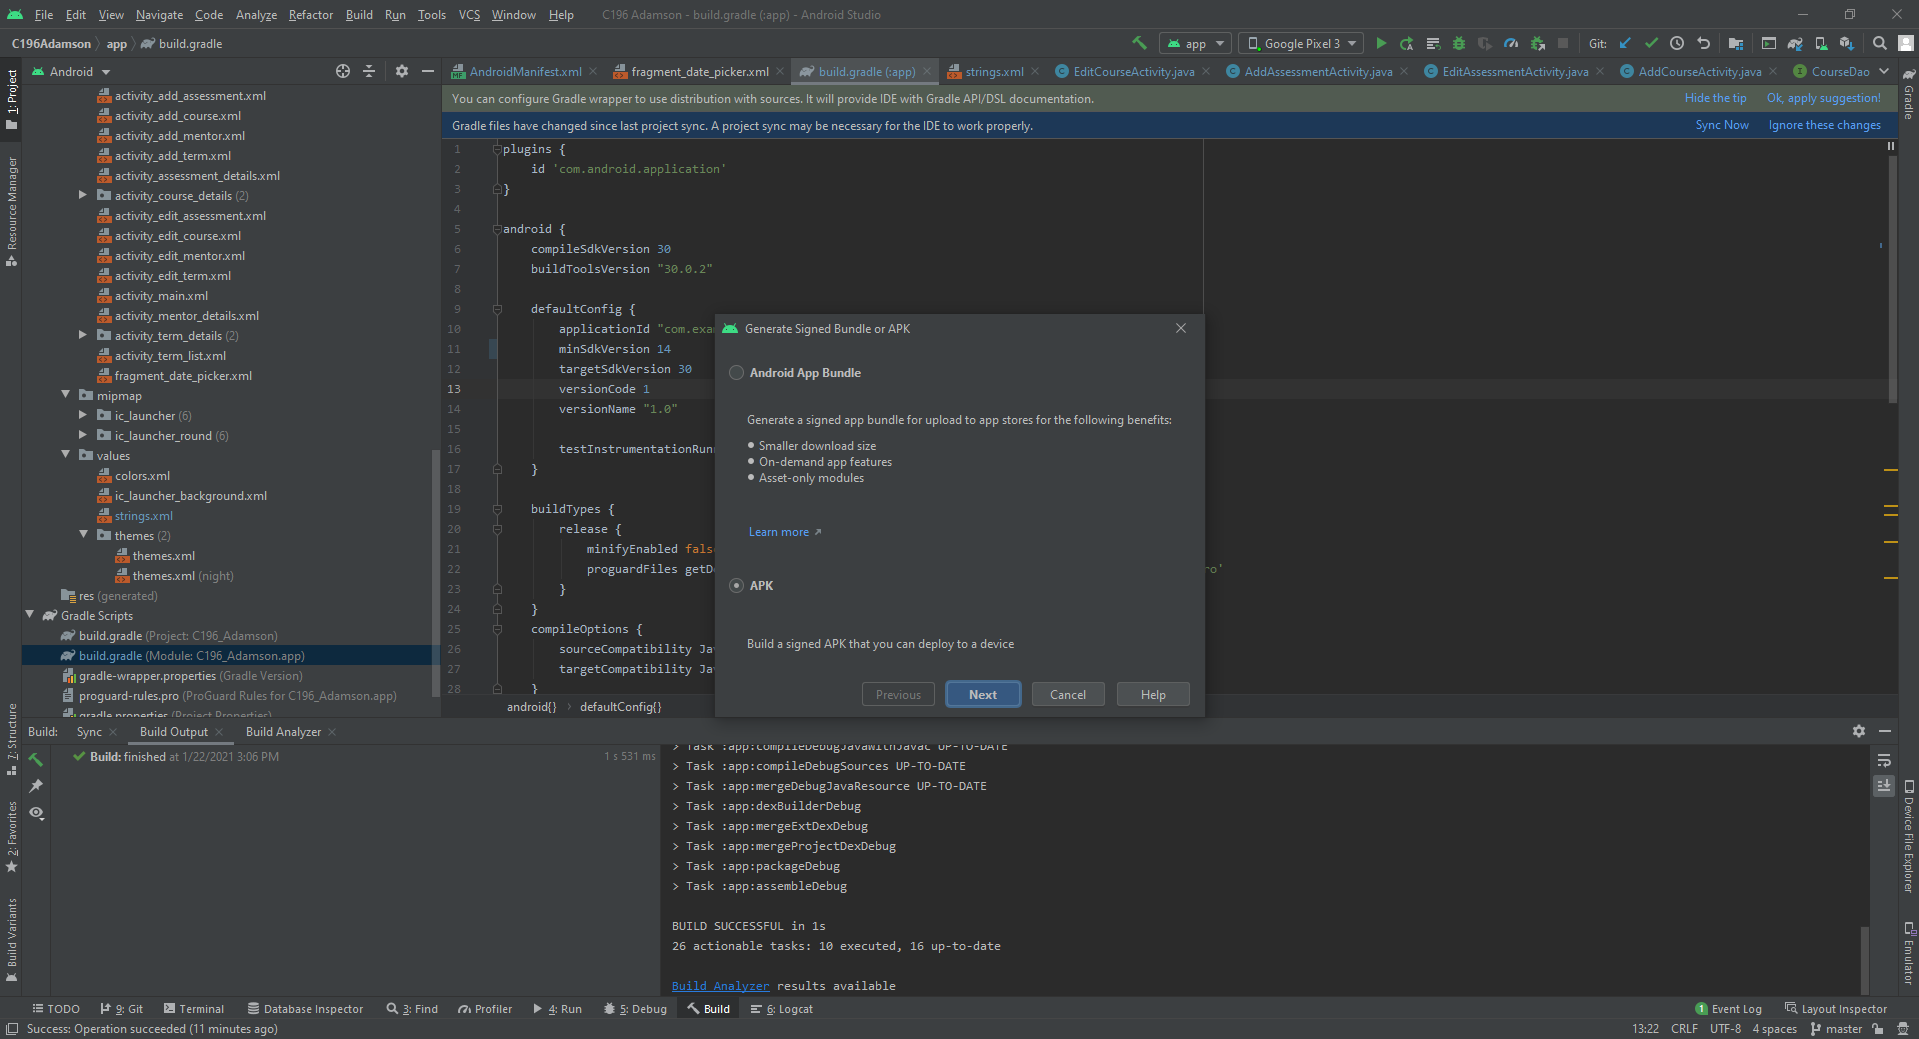 File Edit View Navigate Code Analyze Refactor Build Run Tools VCS Window Help C196 Adamson - build.gradle (:app) - Android Studio
C196Adamson app build.gradle
app Google Pixel 3 Git:
1: Project
Resource Manager
7: Structure
2: Favorites
Build Variants
Android
activity_add_assessment.xml
activity_add_course.xml
activity_add_mentor.xml
activity_add_term.xml
activity_assessment_details.xml
activity_course_details (2)
activity_edit_assessment.xml
activity_edit_course.xml
activity_edit_mentor.xml
activity_edit_term.xml
activity_main.xml
activity_mentor_details.xml
activity_term_details (2)
activity_term_list.xml
fragment_date_picker.xml
mipmap
ic_launcher (6)
ic_launcher_round (6)
values
colors.xml
ic_launcher_background.xml
strings.xml
themes (2)
themes.xml
themes.xml (night)
res (generated)
Gradle Scripts
build.gradle (Project: C196_Adamson)
build.gradle (Module: C196_Adamson.app)
gradle-wrapper.properties (Gradle Version)
proguard-rules.pro (ProGuard Rules for C196_Adamson.app)
gradle.properties (Project Properties)
AndroidManifest.xml fragment_date_picker.xml build.gradle (:app) strings.xml EditCourseActivity.java AddAssessmentActivity.java EditAssessmentActivity.java AddCourseActivity.java CourseDao
You can configure Gradle wrapper to use distribution with sources. It will provide IDE with Gradle API/DSL documentation. Hide the tip Ok, apply suggestion!
Gradle files have changed since last project sync. A project sync may be necessary for the IDE to work properly. Sync Now Ignore these changes
1 plugins {
2 id 'com.android.application'
3 }
4
5 android {
6 compileSdkVersion 30
7 buildToolsVersion "30.0.2"
8
9 defaultConfig {
10 applicationId "com.exa
11 minSdkVersion 14
12 targetSdkVersion 30
13 versionCode 1
14 versionName "1.0"
15
16 testInstrumentationRun
17 }
18
19 buildTypes {
20 release {
21 minifyEnabled fals
22 proguardFiles getD ro'
23 }
24 }
25 compileOptions {
26 sourceCompatibility Ja
27 targetCompatibility Ja
28 }
android{} defaultConfig{}
Generate Signed Bundle or APK
Android App Bundle
Generate a signed app bundle for upload to app stores for the following benefits:
Smaller download size
On-demand app features
Asset-only modules
Learn more
APK
Build a signed APK that you can deploy to a device
Previous Next Cancel Help
Build: Sync Build Output Build Analyzer
Build: finished at 1/22/2021 3:06 PM 1 s 531 ms
> Task :app:compileDebugJavaWithJavac UP-TO-DATE
> Task :app:compileDebugSources UP-TO-DATE
> Task :app:mergeDebugJavaResource UP-TO-DATE
> Task :app:dexBuilderDebug
> Task :app:mergeExtDexDebug
> Task :app:mergeProjectDexDebug
> Task :app:packageDebug
> Task :app:assembleDebug
BUILD SUCCESSFUL in 1s
26 actionable tasks: 10 executed, 16 up-to-date
Build Analyzer results available
Gradle
Device File Explorer
Emulator
TODO 9: Git Terminal Database Inspector 3: Find Profiler 4: Run 5: Debug Build 6: Logcat 1 Event Log Layout Inspector
Success: Operation succeeded (11 minutes ago) 13:22 CRLF UTF-8 4 spaces master